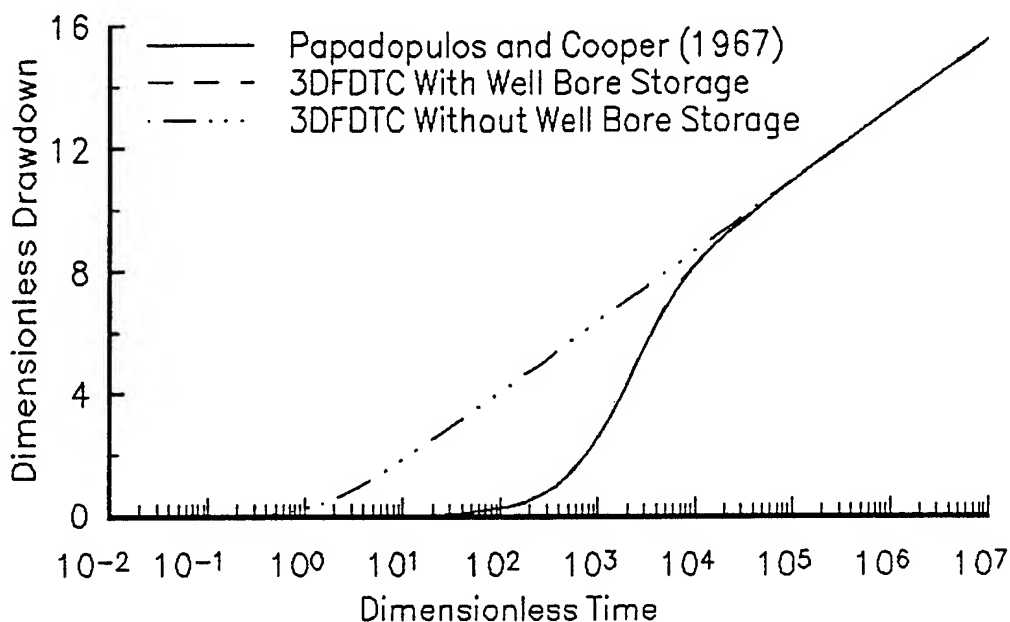 16
12
8
4
0
Dimensionless Drawdown
Papadopulos and Cooper (1967)
3DFDTC With Well Bore Storage
3DFDTC Without Well Bore Storage
10⁻² 10⁻¹ 10⁰ 10¹ 10² 10³ 10⁴ 10⁵ 10⁶ 10⁷
Dimensionless Time